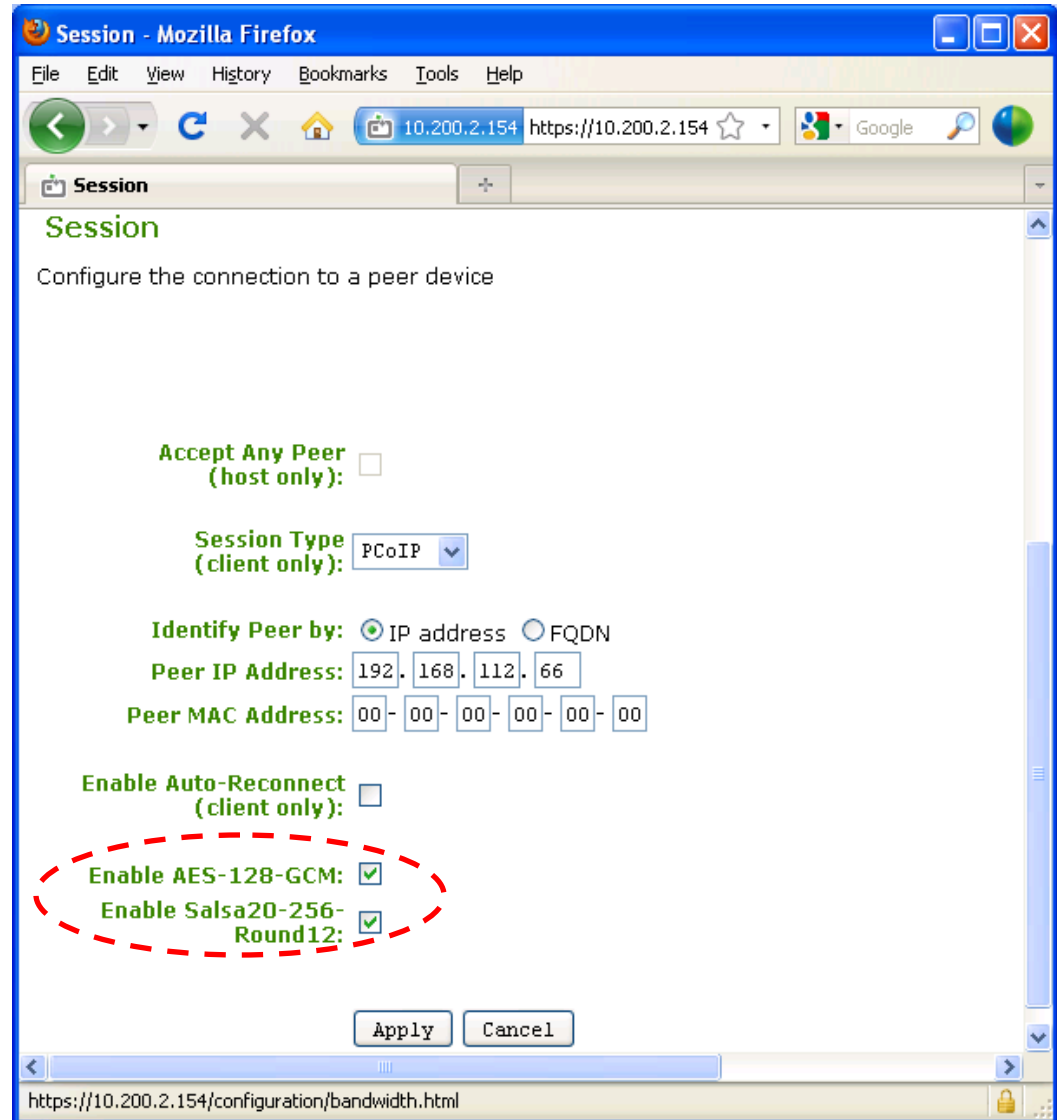 Session - Mozilla Firefox
File Edit View History Bookmarks Tools Help
10.200.2.154 https://10.200.2.154 Google
Session
Session
Configure the connection to a peer device
Accept Any Peer
(host only):
Session Type
(client only): PCoIP
Identify Peer by: IP address FQDN
Peer IP Address: 192. 168. 112. 66
Peer MAC Address: 00- 00- 00- 00- 00- 00
Enable Auto-Reconnect
(client only):
Enable AES-128-GCM:
Enable Salsa20-256-
Round12:
Apply Cancel
https://10.200.2.154/configuration/bandwidth.html